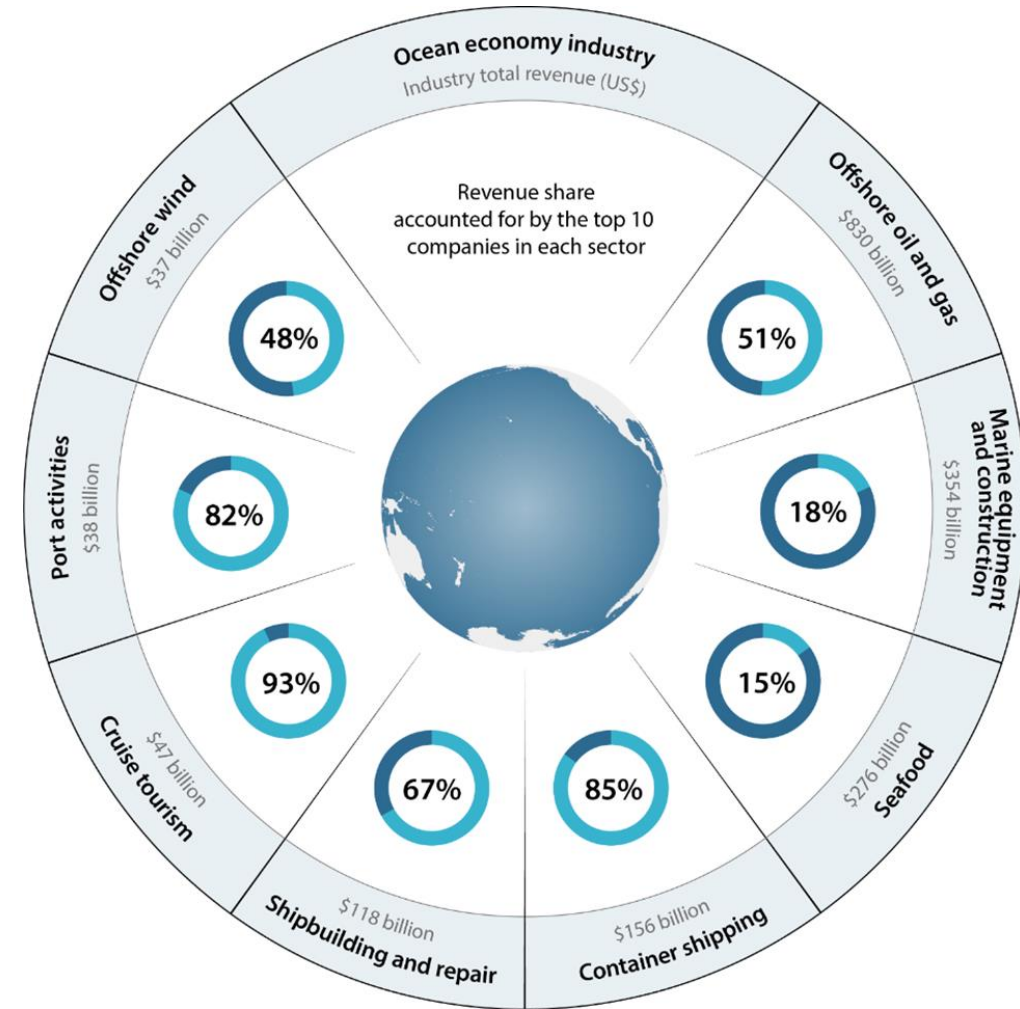 Ocean economy industry
Industry total revenue (US$)
Revenue share
accounted for by the top 10
companies in each sector
Offshore oil and gas
$830 billion
51%
Marine equipment
and construction
$354 billion
18%
Seafood
$276 billion
15%
Container shipping
$156 billion
85%
Shipbuilding and repair
$118 billion
67%
Cruise tourism
$47 billion
93%
Port activities
$38 billion
82%
Offshore wind
$37 billion
48%